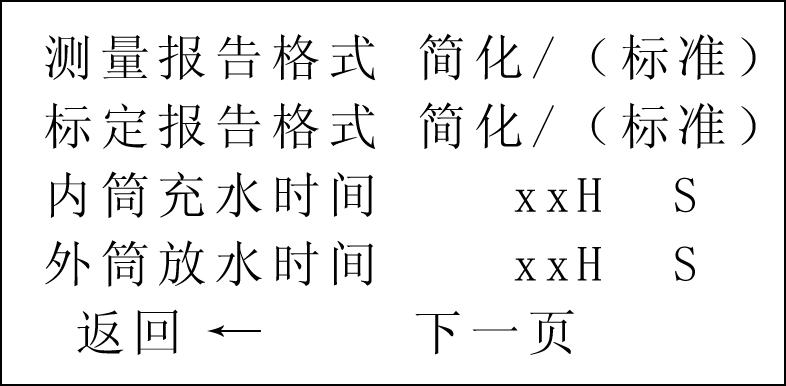 测量报告格式 简化/（标准）
标定报告格式 简化/（标准）
内筒充水时间 xxH S
外筒放水时间 xxH S
返回← 下一页